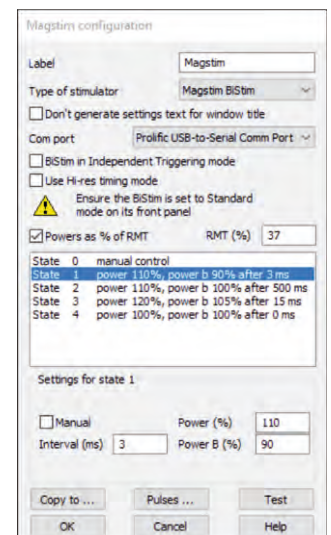 Magstim configuration
Label Magstim
Type of stimulator Magstim BiStim
Don't generate settings text for window title
Com port Prolific USB-to-Serial Comm Port
BiStim in Independent Triggering mode
Use Hi-res timing mode
Ensure the BiStim is set to Standard
mode on its front panel
Powers as % of RMT RMT (%) 37
State 0 manual control
State 1 power 110%, power b 90% after 3 ms
State 2 power 110%, power b 100% after 500 ms
State 3 power 120%, power b 105% after 15 ms
State 4 power 100%, power b 100% after 0 ms
Settings for state 1
Manual Power (%) 110
Interval (ms) 3 Power B (%) 90
Copy to ... Pulses ... Test
OK Cancel Help